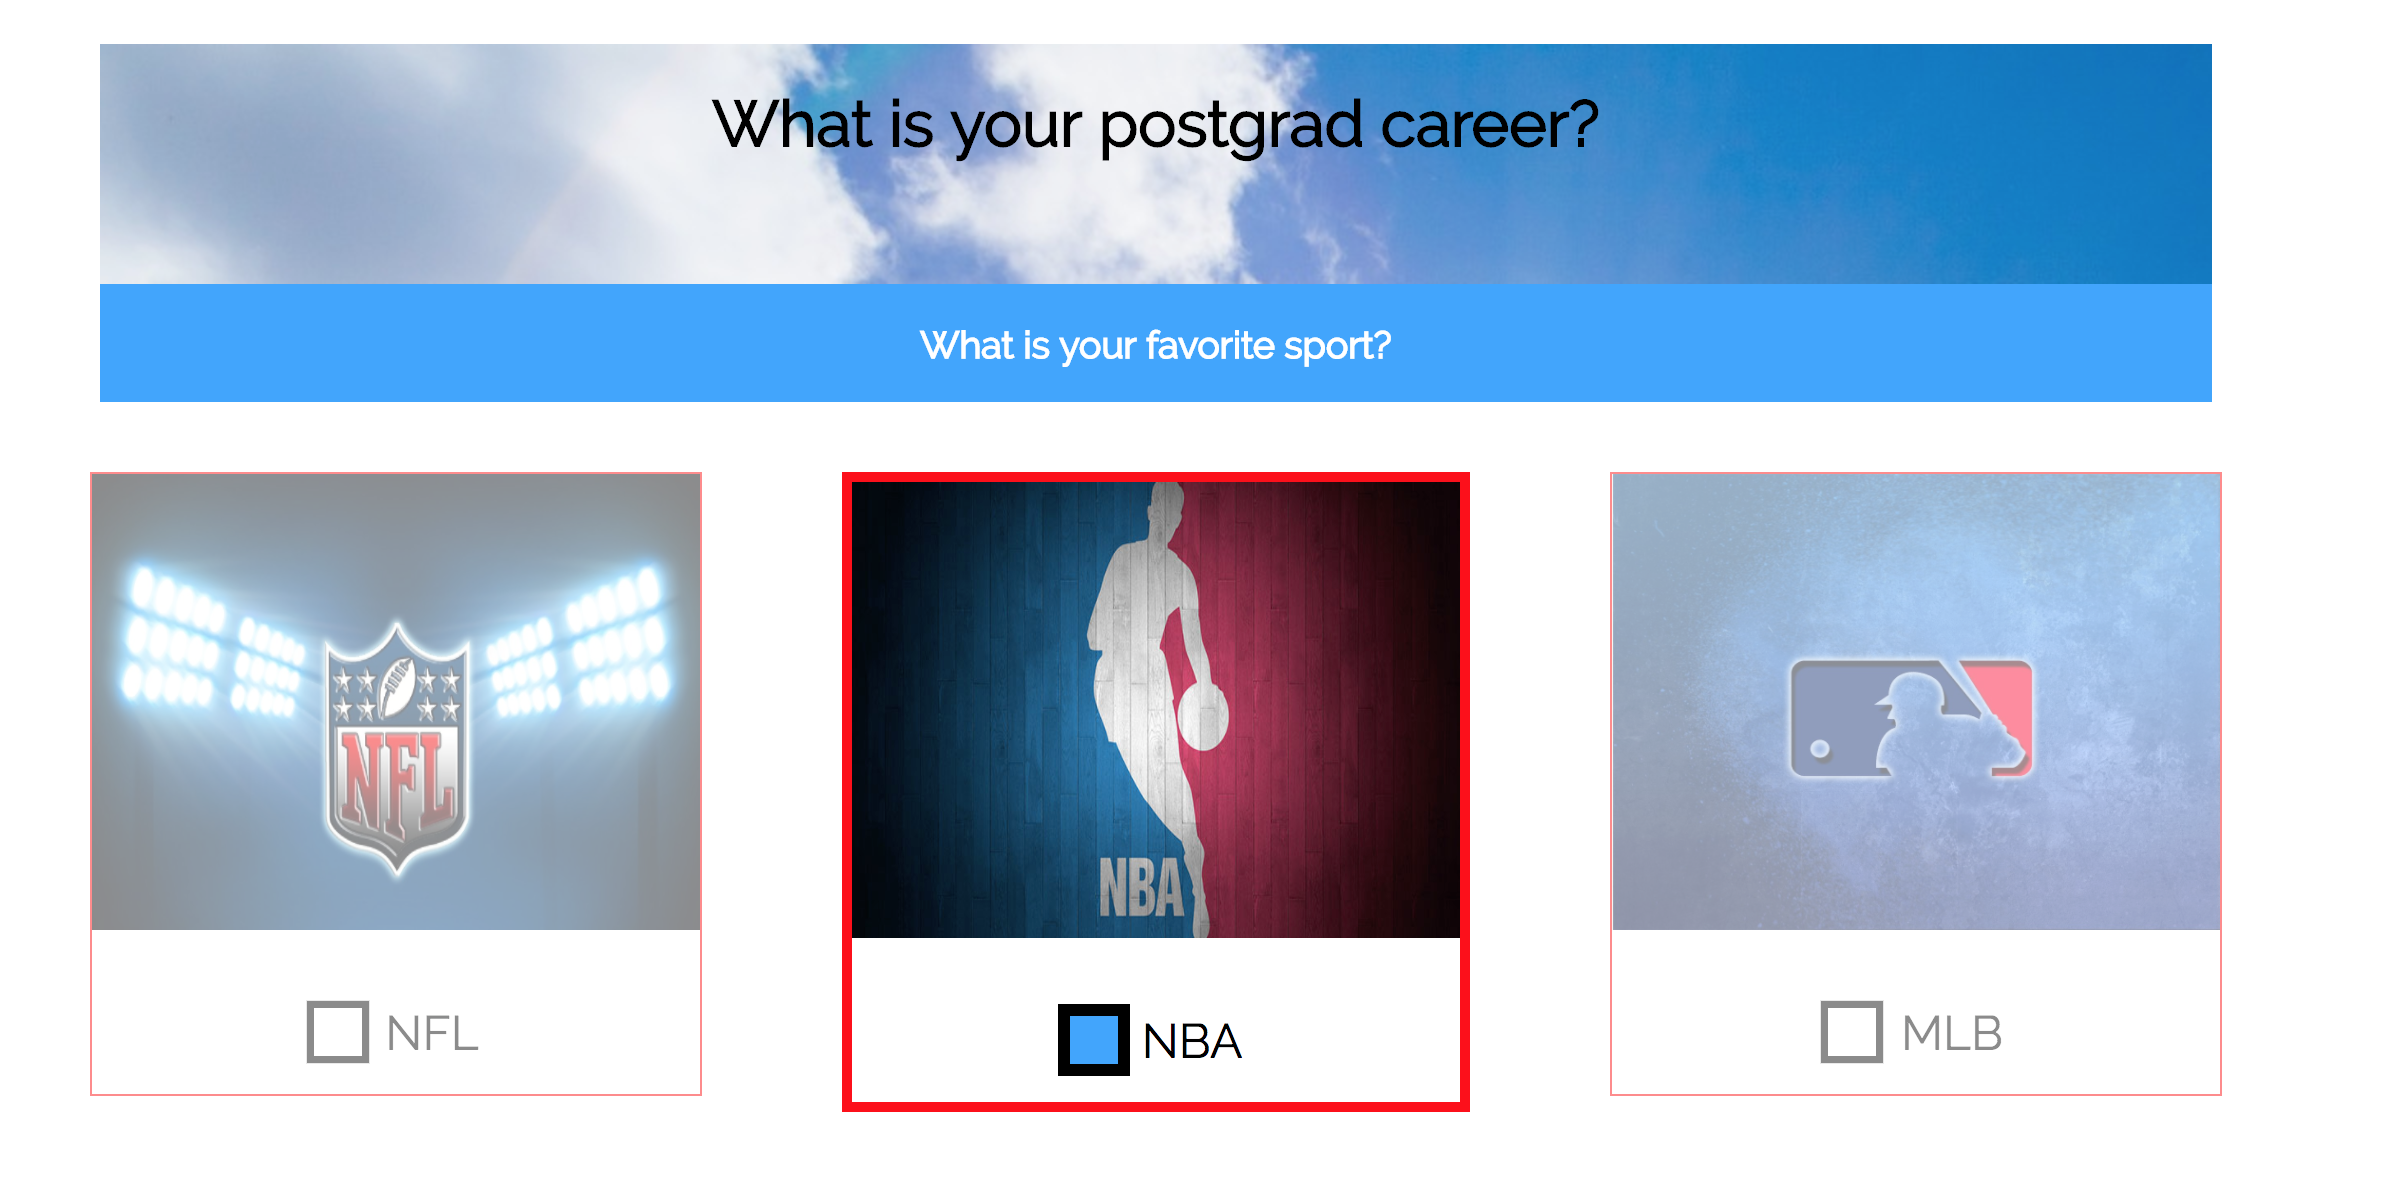 What is your postgrad career?
What is your favorite sport?
NFL
NBA
NFL
NBA
MLB